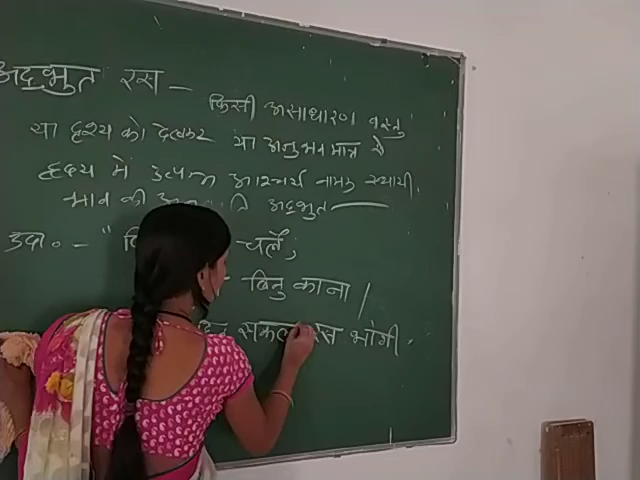 अद्भुत रस –
किसी असाधारण वस्तु
या दृश्य को देखकर या अनुभव मात्र से
हृदय में उत्पन्न आश्चर्य नामक स्थायी
भाव की अद्भुत
उदा० – " चलें;
बिनु काना |
सकल रस भोगी .